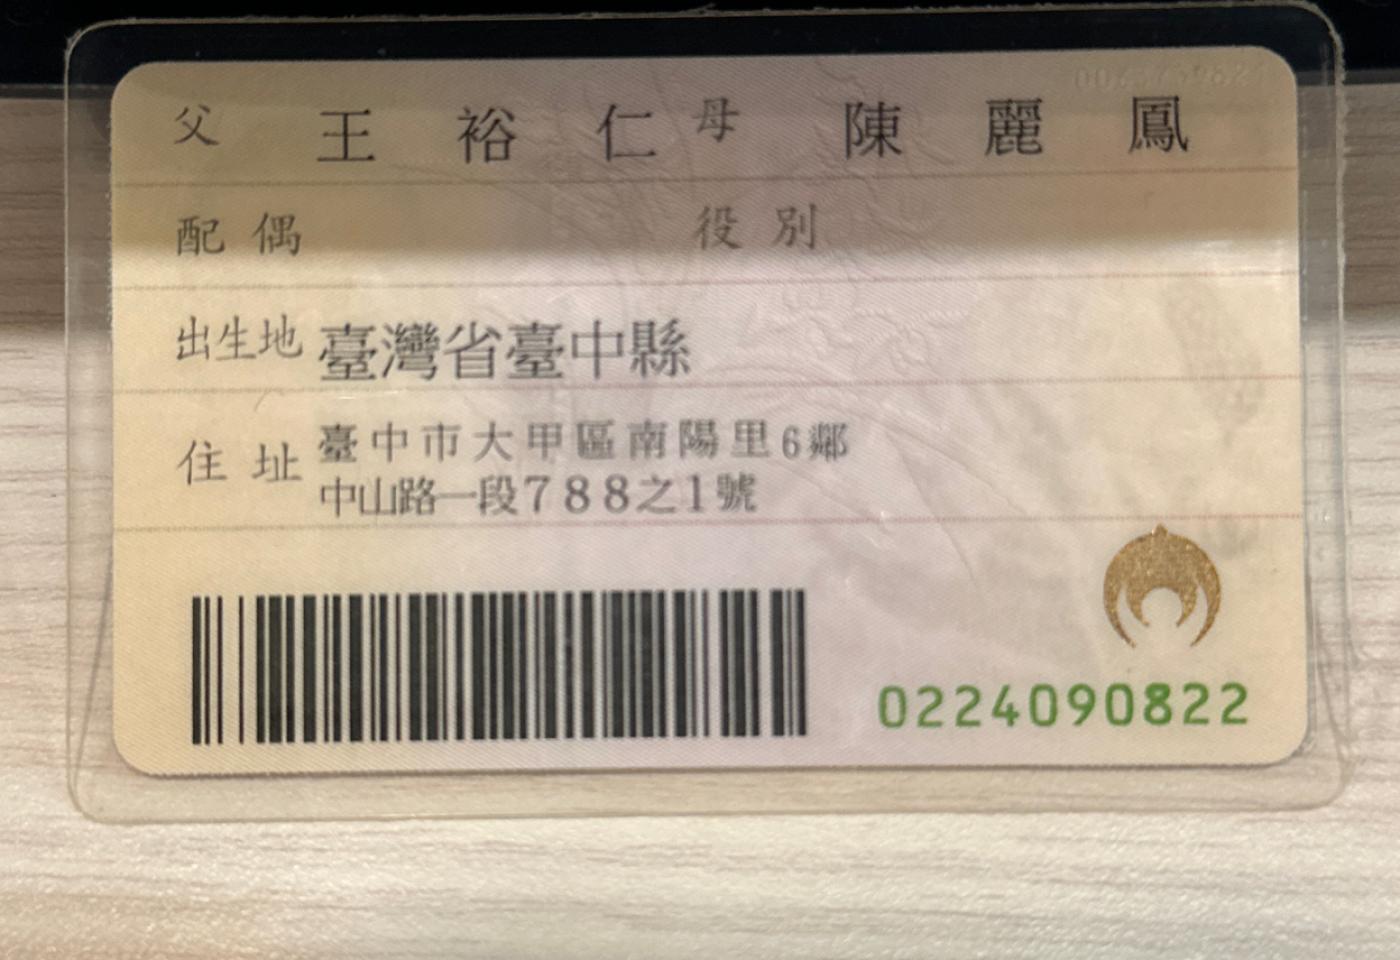 父 王裕仁 母 陳麗鳳
配偶 役別
出生地 臺灣省臺中縣
住址 臺中市大甲區南陽里6鄰
中山路一段788之1號
0224090822